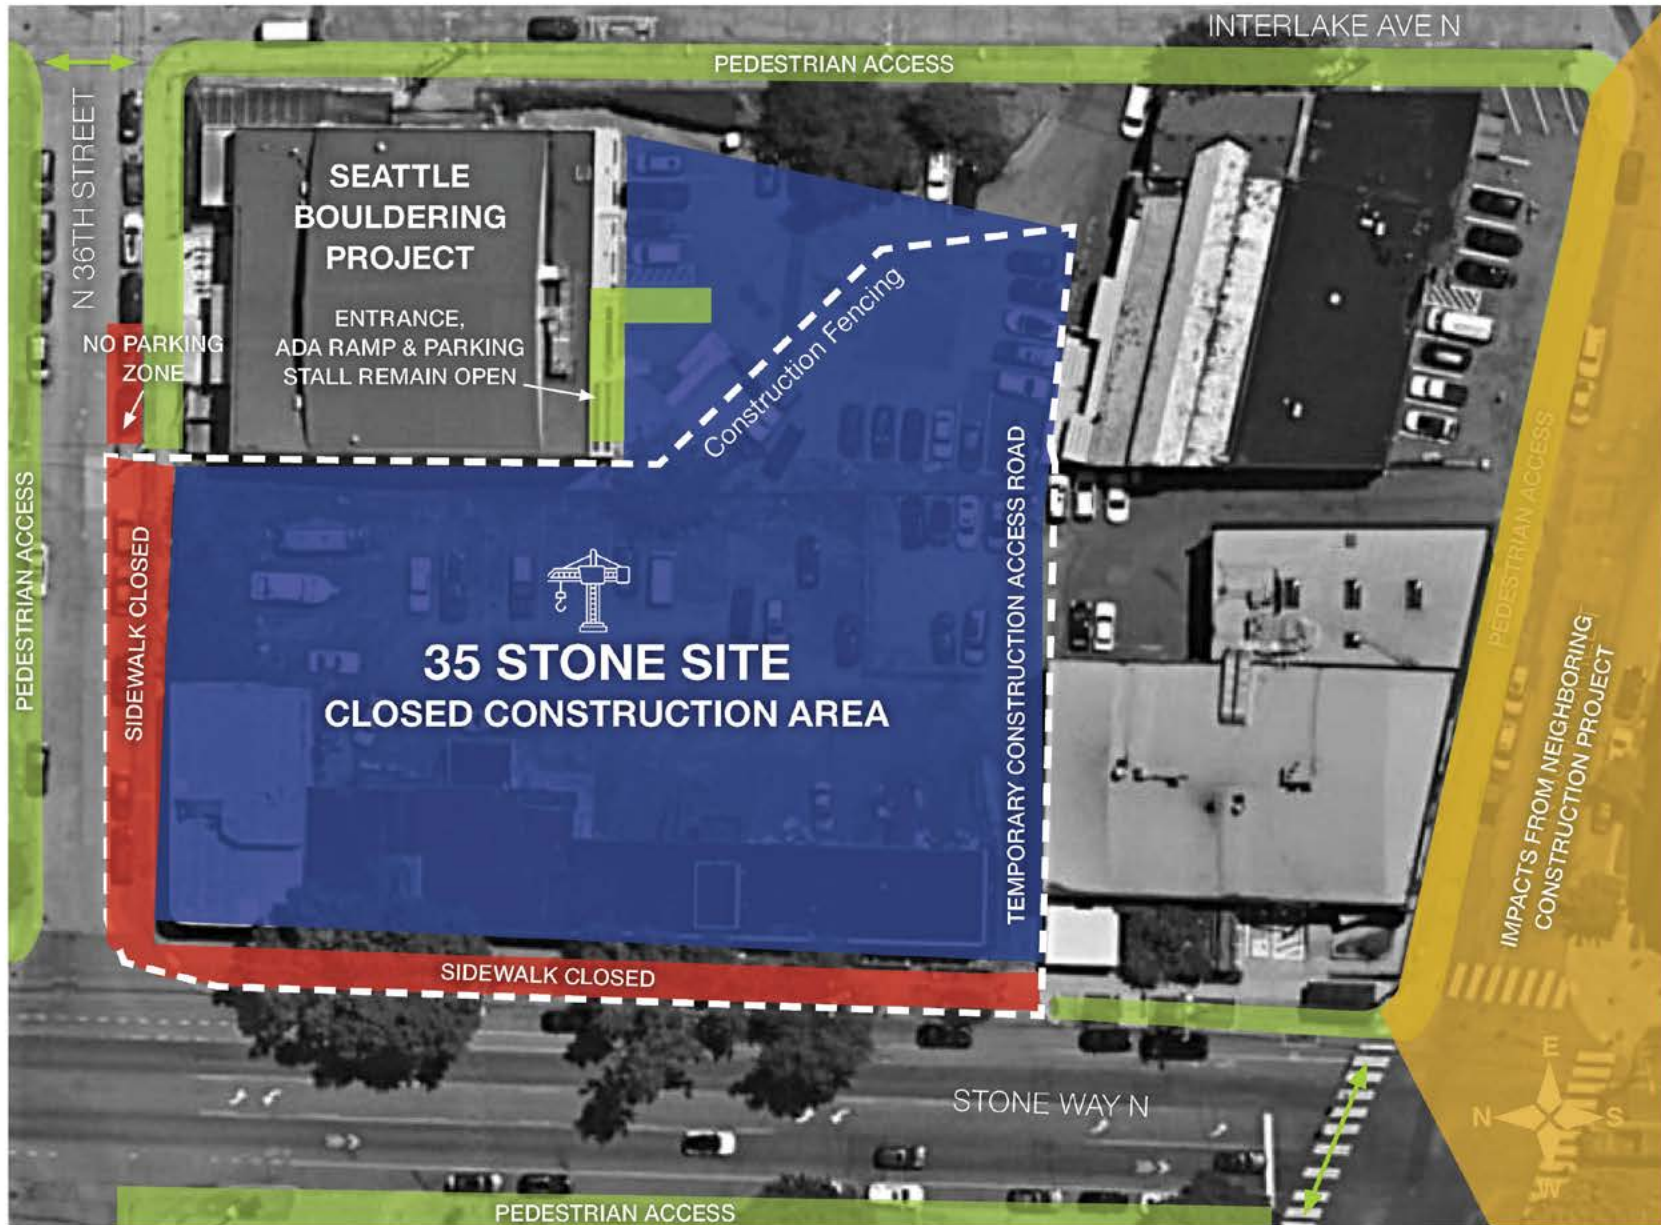 INTERLAKE AVE N
PEDESTRIAN ACCESS
N 36TH STREET
SEATTLE
BOULDERING
PROJECT
ENTRANCE,
ADA RAMP & PARKING
STALL REMAIN OPEN
NO PARKING
ZONE
Construction Fencing
PEDESTRIAN ACCESS
SIDEWALK CLOSED
35 STONE SITE
CLOSED CONSTRUCTION AREA
TEMPORARY CONSTRUCTION ACCESS ROAD
PEDESTRIAN ACCESS
IMPACTS FROM NEIGHBORING
CONSTRUCTION PROJECT
SIDEWALK CLOSED
STONE WAY N
E
N
S
W
PEDESTRIAN ACCESS